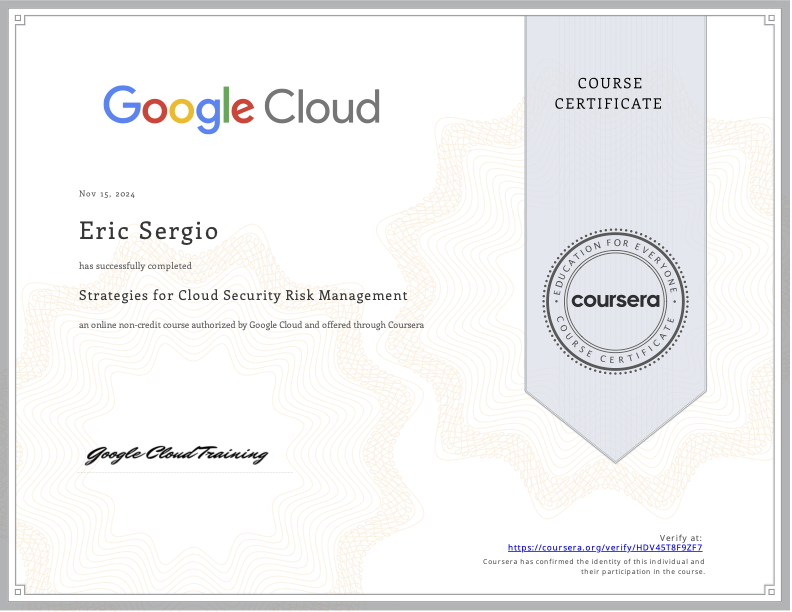 Google Cloud
COURSE
CERTIFICATE
Nov 15, 2024
Eric Sergio
has successfully completed
Strategies for Cloud Security Risk Management
an online non-credit course authorized by Google Cloud and offered through Coursera
• EDUCATION FOR EVERYONE •
coursera
COURSE CERTIFICATE
Google Cloud Training
Verify at:
https://coursera.org/verify/HDV45T8F9ZF7
Coursera has confirmed the identity of this individual and
their participation in the course.